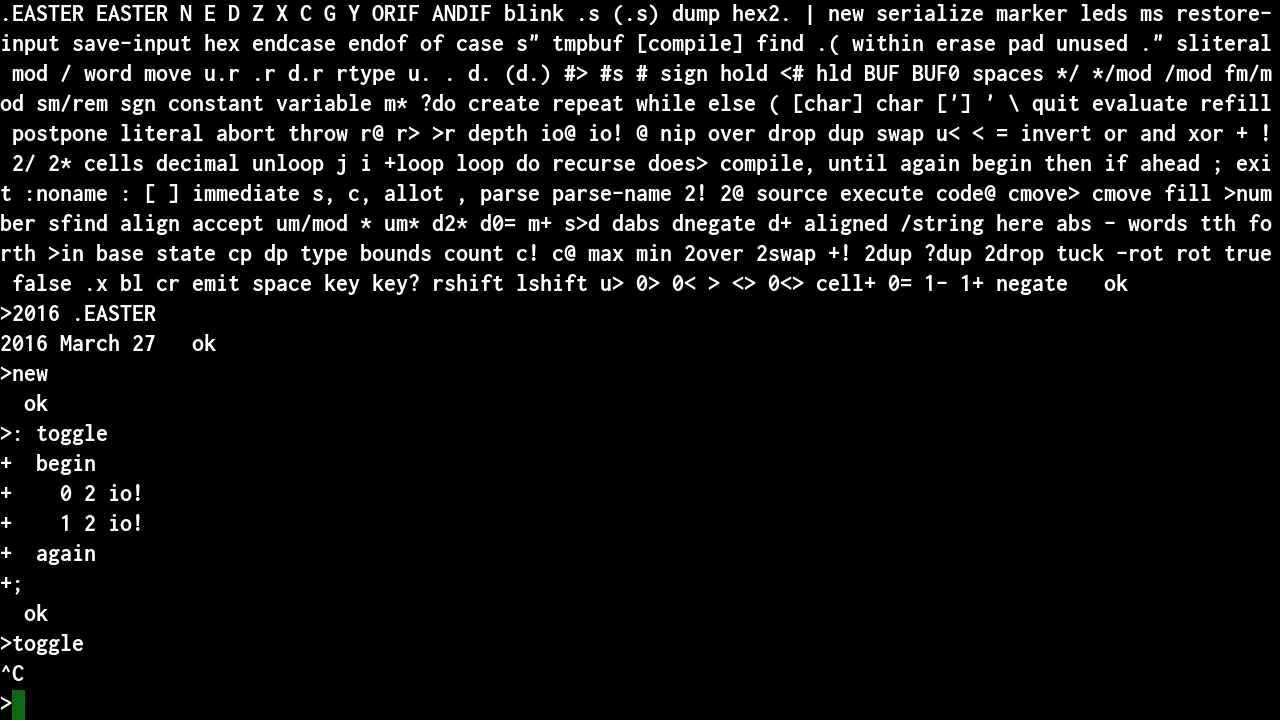 .EASTER EASTER N E D Z X C G Y ORIF ANDIF blink .s (.s) dump hex2. | new serialize marker leds ms restore-
input save-input hex endcase endof of case s" tmpbuf [compile] find .( within erase pad unused ." sliteral
 mod / word move u.r .r d.r rtype u. . d. (d.) #> #s # sign hold <# hld BUF BUF0 spaces */ */mod /mod fm/m
od sm/rem sgn constant variable m* ?do create repeat while else ( [char] char ['] ' \ quit evaluate refill
 postpone literal abort throw r@ r> >r depth io@ io! @ nip over drop dup swap u< < = invert or and xor + !
 2/ 2* cells decimal unloop j i +loop loop do recurse does> compile, until again begin then if ahead ; exi
t :noname : [ ] immediate s, c, allot , parse parse-name 2! 2@ source execute code@ cmove> cmove fill >num
ber sfind align accept um/mod * um* d2* d0= m+ s>d dabs dnegate d+ aligned /string here abs - words tth fo
rth >in base state cp dp type bounds count c! c@ max min 2over 2swap +! 2dup ?dup 2drop tuck -rot rot true
 false .x bl cr emit space key key? rshift lshift u> 0> 0< > <> 0<> cell+ 0= 1- 1+ negate   ok
>2016 .EASTER
2016 March 27   ok
>new
  ok
>: toggle
+  begin
+    0 2 io!
+    1 2 io!
+  again
+;
  ok
>toggle
^C
>